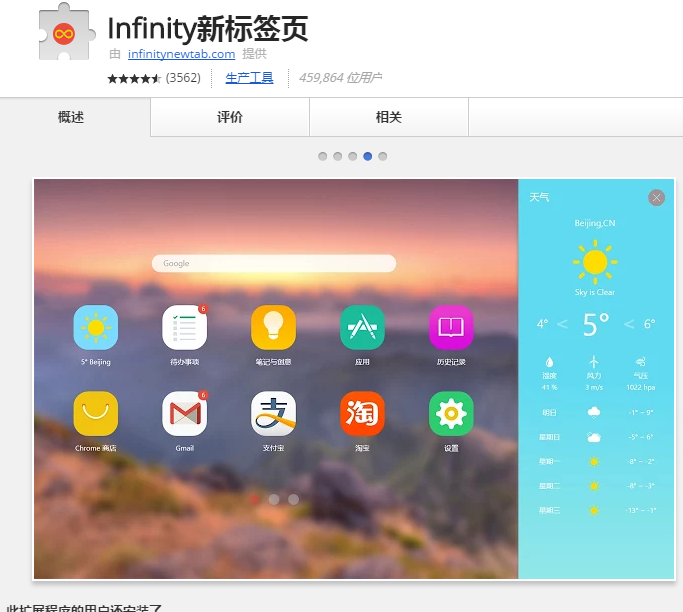 Infinity新标签页
由 infinitynewtab.com 提供
(3562) 生产工具 459,864 位用户
概述 评价 相关
天气
Beijing,CN
Google
Sky is Clear
4° < 5° < 6°
6
5° Beijing 待办事项 笔记与创意 应用 历史记录
湿度 风力 气压
41 % 3 m/s 1022 hpa
6
明日 -1° ~ 9°
星期日 -5° ~ 6°
Chrome 商店 Gmail 支 支付宝 淘 淘宝 设置
星期一 -8° ~ -2°
星期二 -8° ~ -3°
星期三 -13° ~ -1°
此扩展程序的用户还安装了